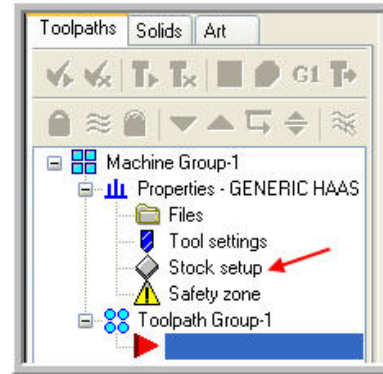 Toolpaths Solids Art
G1
Machine Group-1
Properties - GENERIC HAAS
Files
Tool settings
Stock setup
Safety zone
Toolpath Group-1